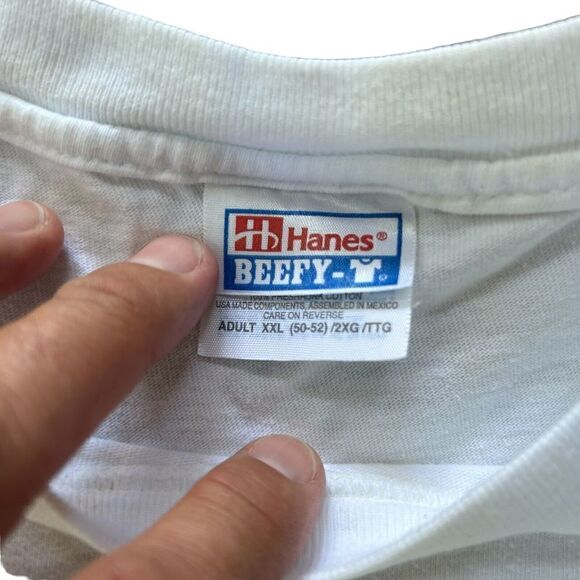 Hanes®
BEEFY-T®
100% PRESHRUNK COTTON
USA MADE COMPONENTS, ASSEMBLED IN MEXICO
CARE ON REVERSE
ADULT XXL (50-52) /2XG /TTG